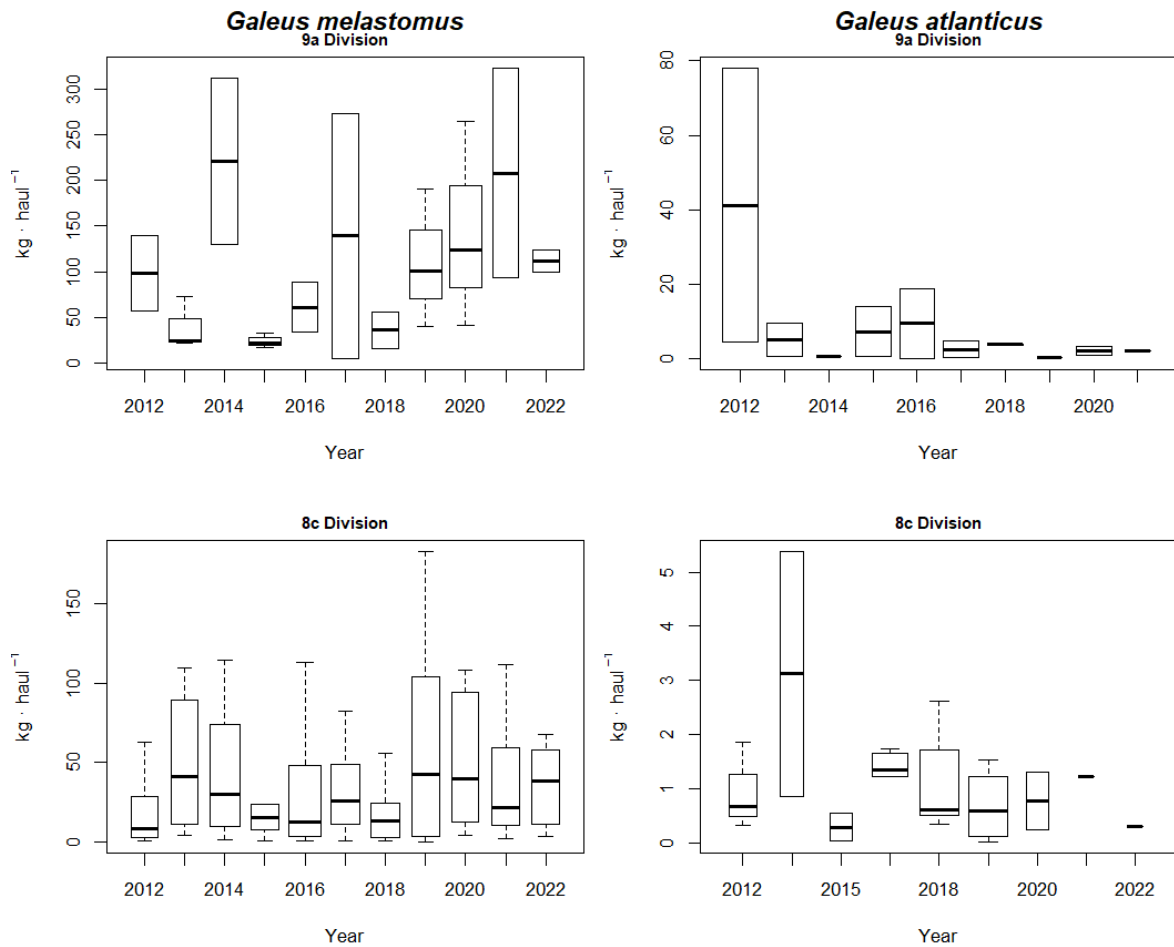 Galeus melastomus
9a Division
kg · haul⁻¹
0 50 100 150 200 250 300
2012 2014 2016 2018 2020 2022
Year
Galeus atlanticus
9a Division
kg · haul⁻¹
0 20 40 60 80
2012 2014 2016 2018 2020
Year
8c Division
kg · haul⁻¹
0 50 100 150
2012 2014 2016 2018 2020 2022
Year
8c Division
kg · haul⁻¹
0 1 2 3 4 5
2012 2015 2018 2020 2022
Year